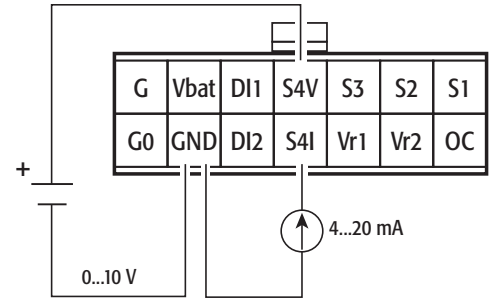 G Vbat DI1 S4V S3 S2 S1
G0 GND DI2 S4I Vr1 Vr2 OC
+
4...20 mA
0...10 V